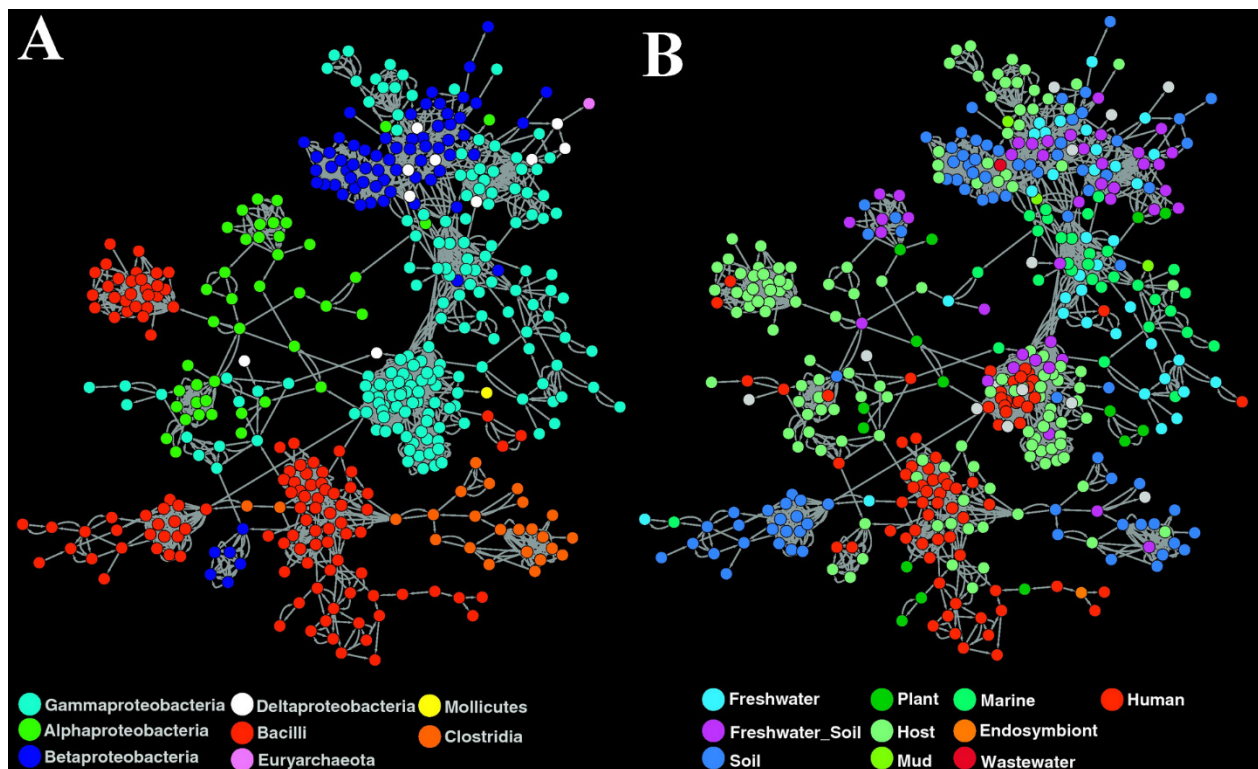 A
B
Gammaproteobacteria
Deltaproteobacteria
Mollicutes
Alphaproteobacteria
Bacilli
Clostridia
Betaproteobacteria
Euryarchaeota
Freshwater
Plant
Marine
Human
Freshwater_Soil
Host
Endosymbiont
Soil
Mud
Wastewater